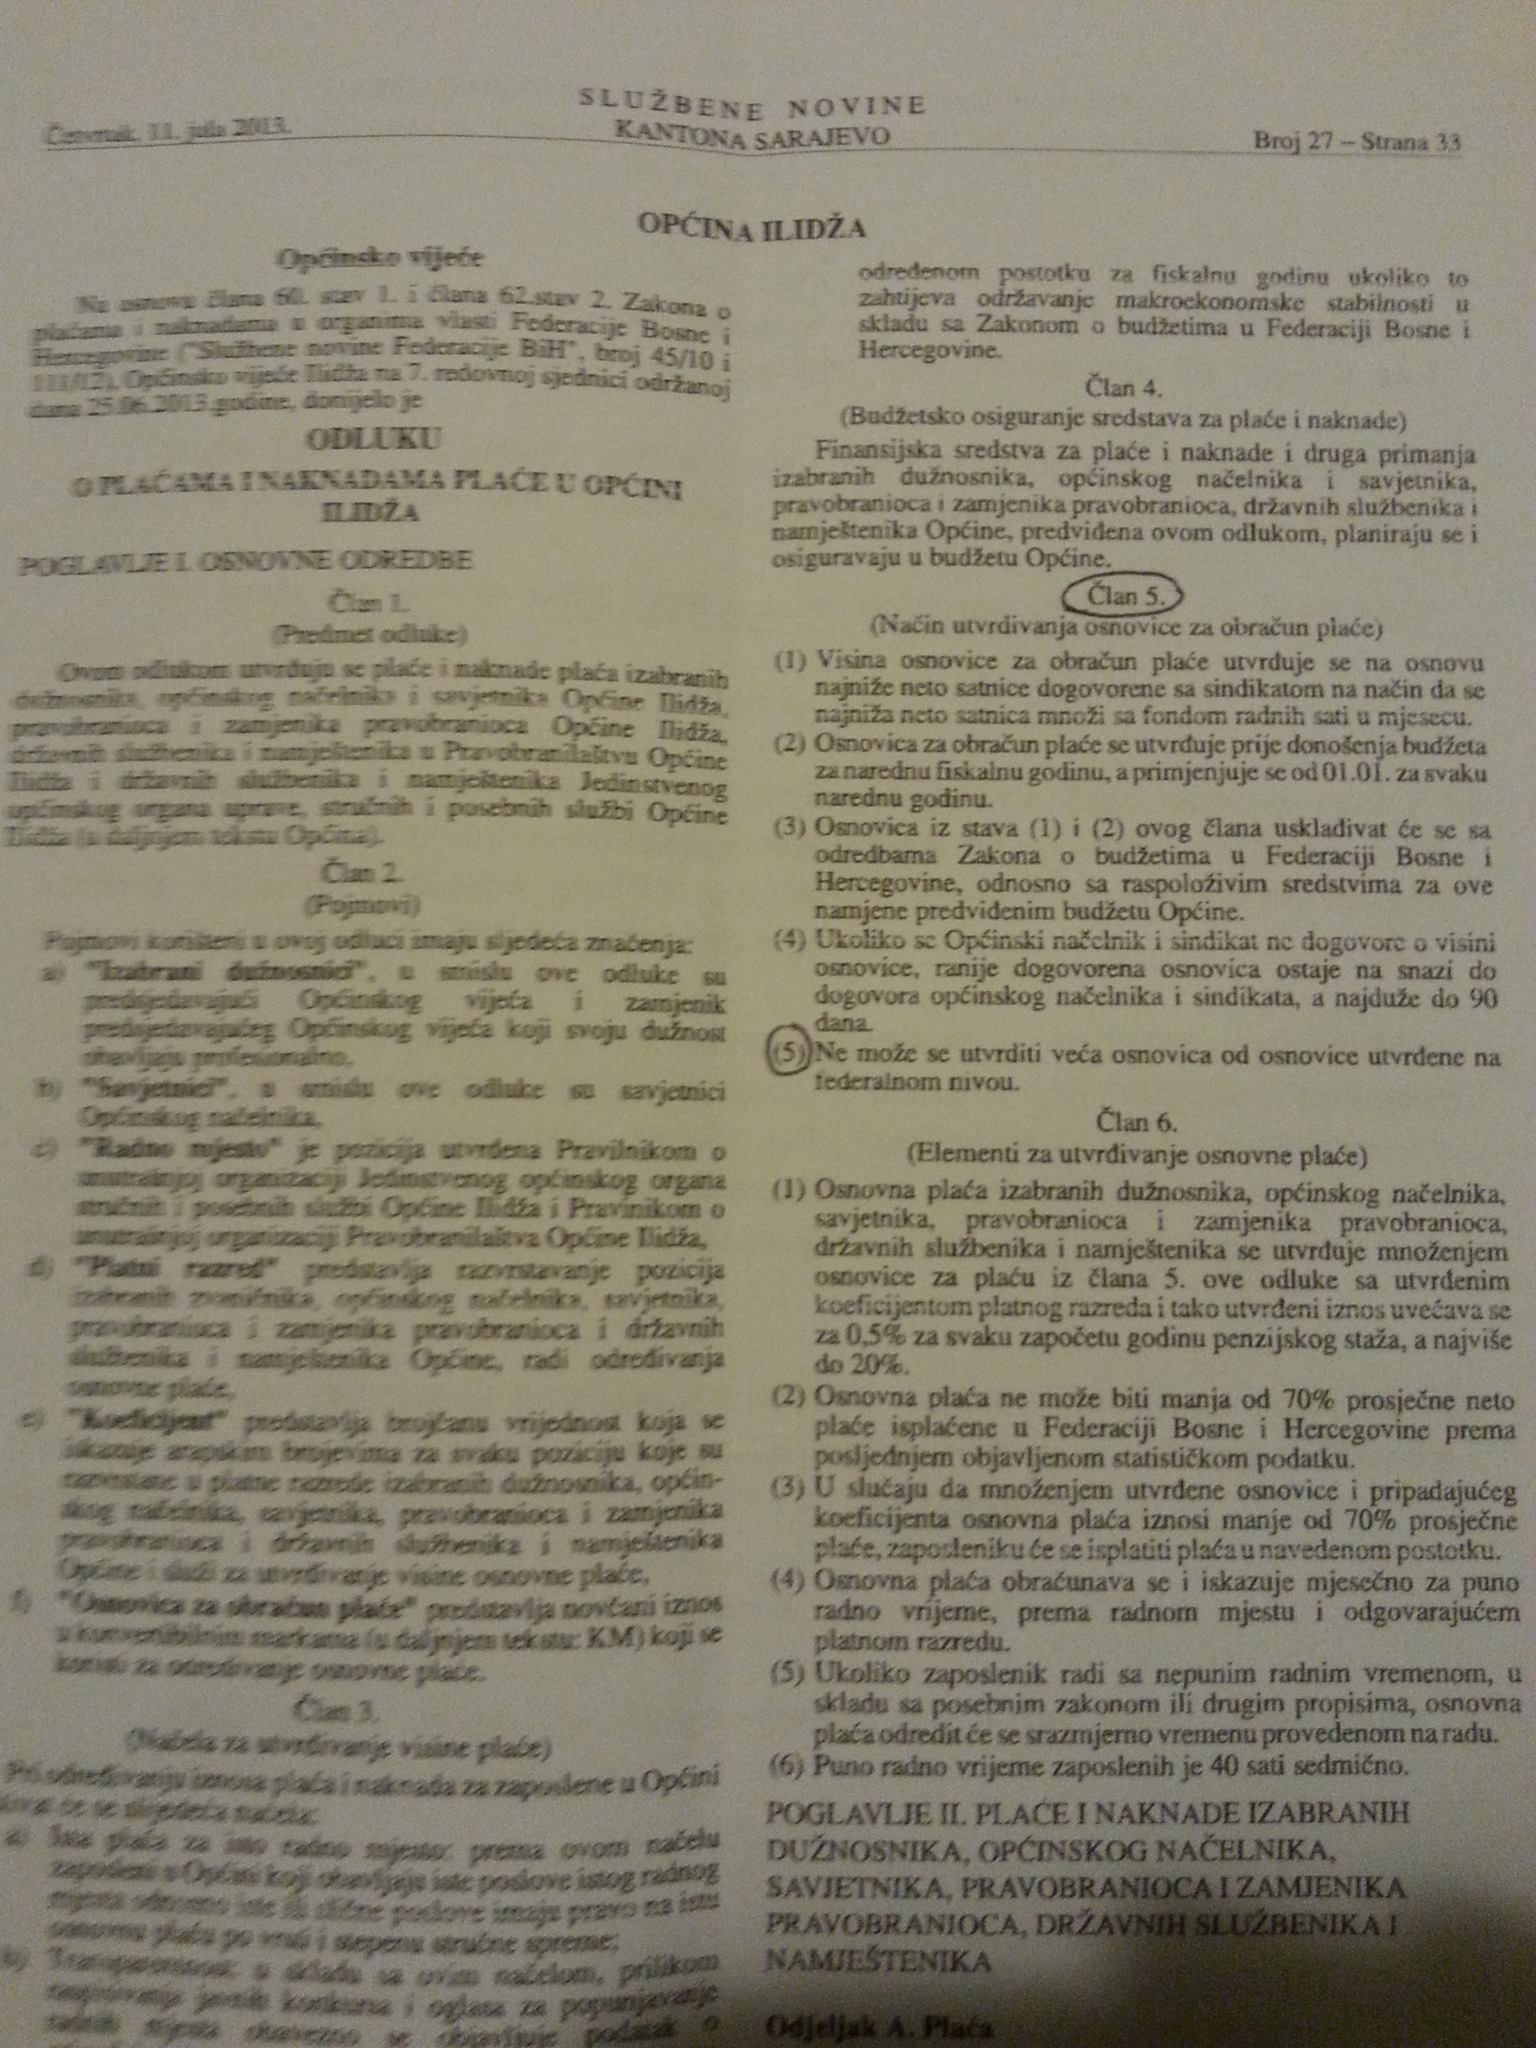 SLUŽBENE NOVINE
KANTONA SARAJEVO
Četvrtak, 11. jula 2013.
Broj 27 – Strana 33
OPĆINA ILIDŽA
Općinsko vijeće
Na osnovu člana 60. stav 1. i člana 62.stav 2. Zakona o
plaćama i naknadama u organima vlasti Federacije Bosne i
Hercegovine ("Službene novine Federacije BiH", broj 45/10 i
111/12), Općinsko vijeće Ilidža na 7. redovnoj sjednici održanoj
dana 25.06.2013.godine, donijelo je
ODLUKU
O PLAĆAMA I NAKNADAMA PLAĆE U OPĆINI
ILIDŽA
POGLAVLJE I. OSNOVNE ODREDBE
Član 1.
(Predmet odluke)
Ovom odlukom utvrđuju se plaće i naknade plaća izabranih
dužnosnika, općinskog načelnika i savjetnika Općine Ilidža,
pravobranioca i zamjenika pravobranioca Općine Ilidža,
državnih službenika i namještenika u Pravobranilaštvu Općine
Ilidža i državnih službenika i namještenika Jedinstvenog
općinskog organa uprave, stručnih i posebnih službi Općine
Ilidža (u daljnjem tekstu Općina).
Član 2.
(Pojmovi)
Pojmovi korišteni u ovoj odluci imaju sljedeća značenja:
a) "Izabrani dužnosnici", u smislu ove odluke su
predsjedavajući Općinskog vijeća i zamjenik
predsjedavajućeg Općinskog vijeća koji svoju dužnost
obavljaju profesionalno,
b) "Savjetnici", u smislu ove odluke su savjetnici
Općinskog načelnika,
c) "Radno mjesto" je pozicija utvrđena Pravilnikom o
unutrašnjoj organizaciji Jedinstvenog općinskog organa
stručnih i posebnih službi Općine Ilidža i Pravinikom o
unutrašnjoj organizaciji Pravobranilaštva Općine Ilidža,
d) "Platni razred" predstavlja razvrstavanje pozicija
izabranih zvaničnika, općinskog načelnika, savjetnika,
pravobranioca i zamjenika pravobranioca i državnih
službenika i namještenika Općine, radi određivanja
osnovne plaće,
e) "Koeficijent" predstavlja brojčanu vrijednost koja se
iskazuje arapskim brojevima za svaku poziciju koje su
razvrstane u platne razrede izabranih dužnosnika, općin-
skog načelnika, savjetnika, pravobranioca i zamjenika
pravobranioca i državnih službenika i namještenika
Općine i služi za utvrđivanje visine osnovne plaće,
f) "Osnovica za obračun plaće" predstavlja novčani iznos
u konvertibilnim markama (u daljnjem tekstu: KM) koji se
koristi za određivanje osnovne plaće.
Član 3.
(Načela za utvrđivanje visine plaće)
Pri određivanju iznosa plaća i naknada za zaposlene u Općini
će se sljedeća načela:
a) Ista plaća za isto radno mjesto: prema ovom načelu
zaposleni u Općini koji obavljaju iste poslove istog radnog
mjesta odnosno iste ili slične poslove imaju pravo na istu
osnovnu plaću po vrsti i stepenu stručne spreme;
b) Transparentnost: u skladu sa ovim načelom, prilikom
raspisivanja javnih konkursa i oglasa za popunjavanje
radnih mjesta obavezno se objavljuje podatak o
određenom postotku za fiskalnu godinu ukoliko to
zahtijeva održavanje makroekonomske stabilnosti u
skladu sa Zakonom o budžetima u Federaciji Bosne i
Hercegovine.
Član 4.
(Budžetsko osiguranje sredstava za plaće i naknade)
Finansijska sredstva za plaće i naknade i druga primanja
izabranih dužnosnika, općinskog načelnika i savjetnika,
pravobranioca i zamjenika pravobranioca, državnih službenika i
namještenika Općine, predviđena ovom odlukom, planiraju se i
osiguravaju u budžetu Općine.
Član 5.
(Način utvrđivanja osnovice za obračun plaće)
(1) Visina osnovice za obračun plaće utvrđuje se na osnovu
najniže neto satnice dogovorene sa sindikatom na način da se
najniža neto satnica množi sa fondom radnih sati u mjesecu.
(2) Osnovica za obračun plaće se utvrđuje prije donošenja budžeta
za narednu fiskalnu godinu, a primjenjuje se od 01.01. za svaku
narednu godinu.
(3) Osnovica iz stava (1) i (2) ovog člana usklađivat će se sa
odredbama Zakona o budžetima u Federaciji Bosne i
Hercegovine, odnosno sa raspoloživim sredstvima za ove
namjene predviđenim budžetu Općine.
(4) Ukoliko se Općinski načelnik i sindikat ne dogovore o visini
osnovice, ranije dogovorena osnovica ostaje na snazi do
dogovora općinskog načelnika i sindikata, a najduže do 90
dana.
(5) Ne može se utvrditi veća osnovica od osnovice utvrđene na
federalnom nivou.
Član 6.
(Elementi za utvrđivanje osnovne plaće)
(1) Osnovna plaća izabranih dužnosnika, općinskog načelnika,
savjetnika, pravobranioca i zamjenika pravobranioca,
državnih službenika i namještenika se utvrđuje množenjem
osnovice za plaću iz člana 5. ove odluke sa utvrđenim
koeficijentom platnog razreda i tako utvrđeni iznos uvećava se
za 0,5% za svaku započetu godinu penzijskog staža, a najviše
do 20%.
(2) Osnovna plaća ne može biti manja od 70% prosječne neto
plaće isplaćene u Federaciji Bosne i Hercegovine prema
posljednjem objavljenom statističkom podatku.
(3) U slučaju da množenjem utvrđene osnovice i pripadajućeg
koeficijenta osnovna plaća iznosi manje od 70% prosječne
plaće, zaposleniku će se isplatiti plaća u navedenom postotku.
(4) Osnovna plaća obračunava se i iskazuje mjesečno za puno
radno vrijeme, prema radnom mjestu i odgovarajućem
platnom razredu.
(5) Ukoliko zaposlenik radi sa nepunim radnim vremenom, u
skladu sa posebnim zakonom ili drugim propisima, osnovna
plaća odredit će se srazmjerno vremenu provedenom na radu.
(6) Puno radno vrijeme zaposlenih je 40 sati sedmično.
POGLAVLJE II. PLAĆE I NAKNADE IZABRANIH
DUŽNOSNIKA, OPĆINSKOG NAČELNIKA,
SAVJETNIKA, PRAVOBRANIOCA I ZAMJENIKA
PRAVOBRANIOCA, DRŽAVNIH SLUŽBENIKA I
NAMJEŠTENIKA
Odjeljak A. Plaća